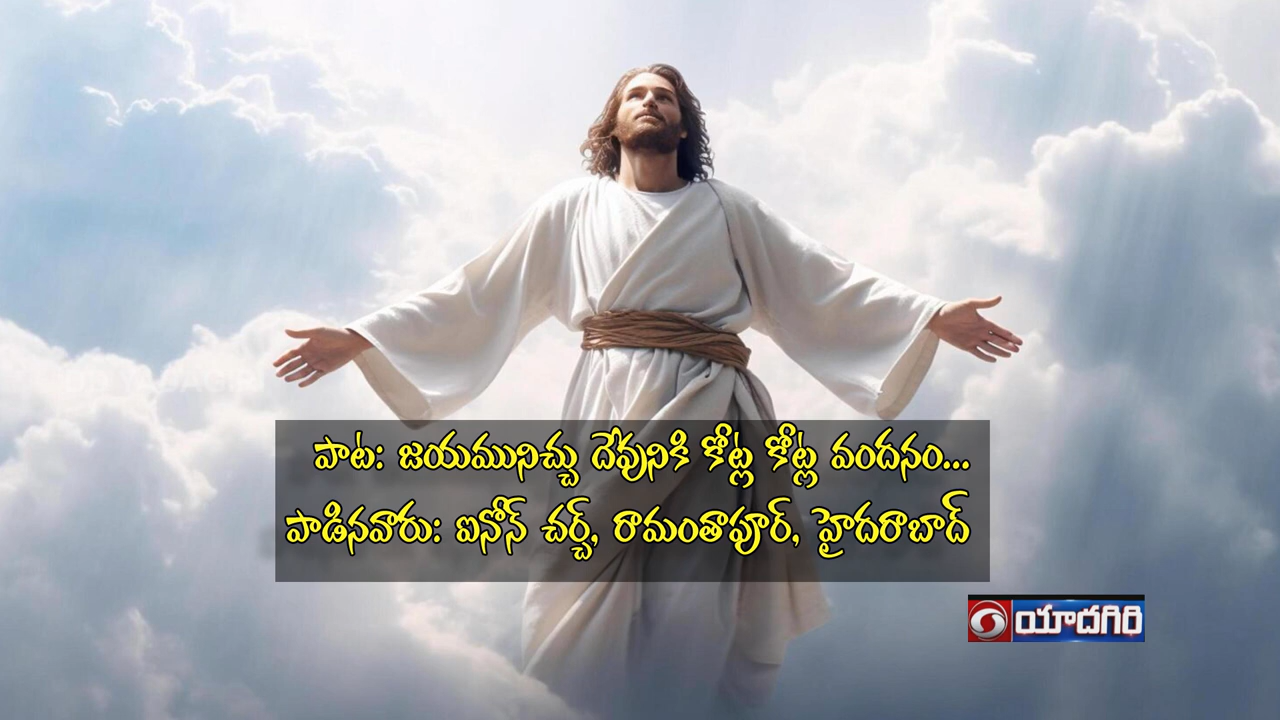 పాట: జయమునిచ్చు దేవునికి కోట్ల కోట్ల వందనం...
పాడినవారు: ఐనోన్ చర్చ్, రామంతాపూర్, హైదరాబాద్
యాదగిరి